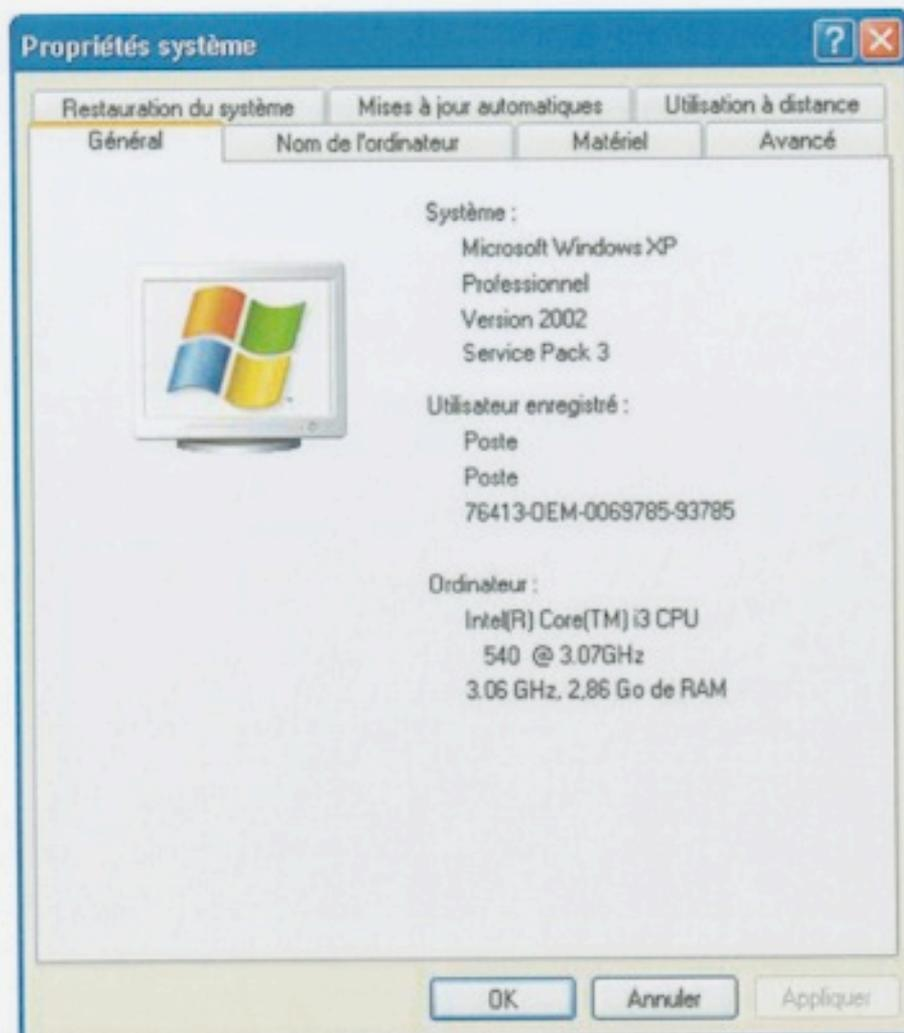 Propriétés système
Restauration du système
Mises à jour automatiques
Utilisation à distance
Général
Nom de l'ordinateur
Matériel
Avancé
Système :
Microsoft Windows XP
Professionnel
Version 2002
Service Pack 3
Utilisateur enregistré :
Poste
Poste
76413-OEM-0069785-93785
Ordinateur :
Intel(R) Core(TM) i3 CPU
540 @ 3.07GHz
3.06 GHz, 2,86 Go de RAM
OK
Annuler
Appliquer